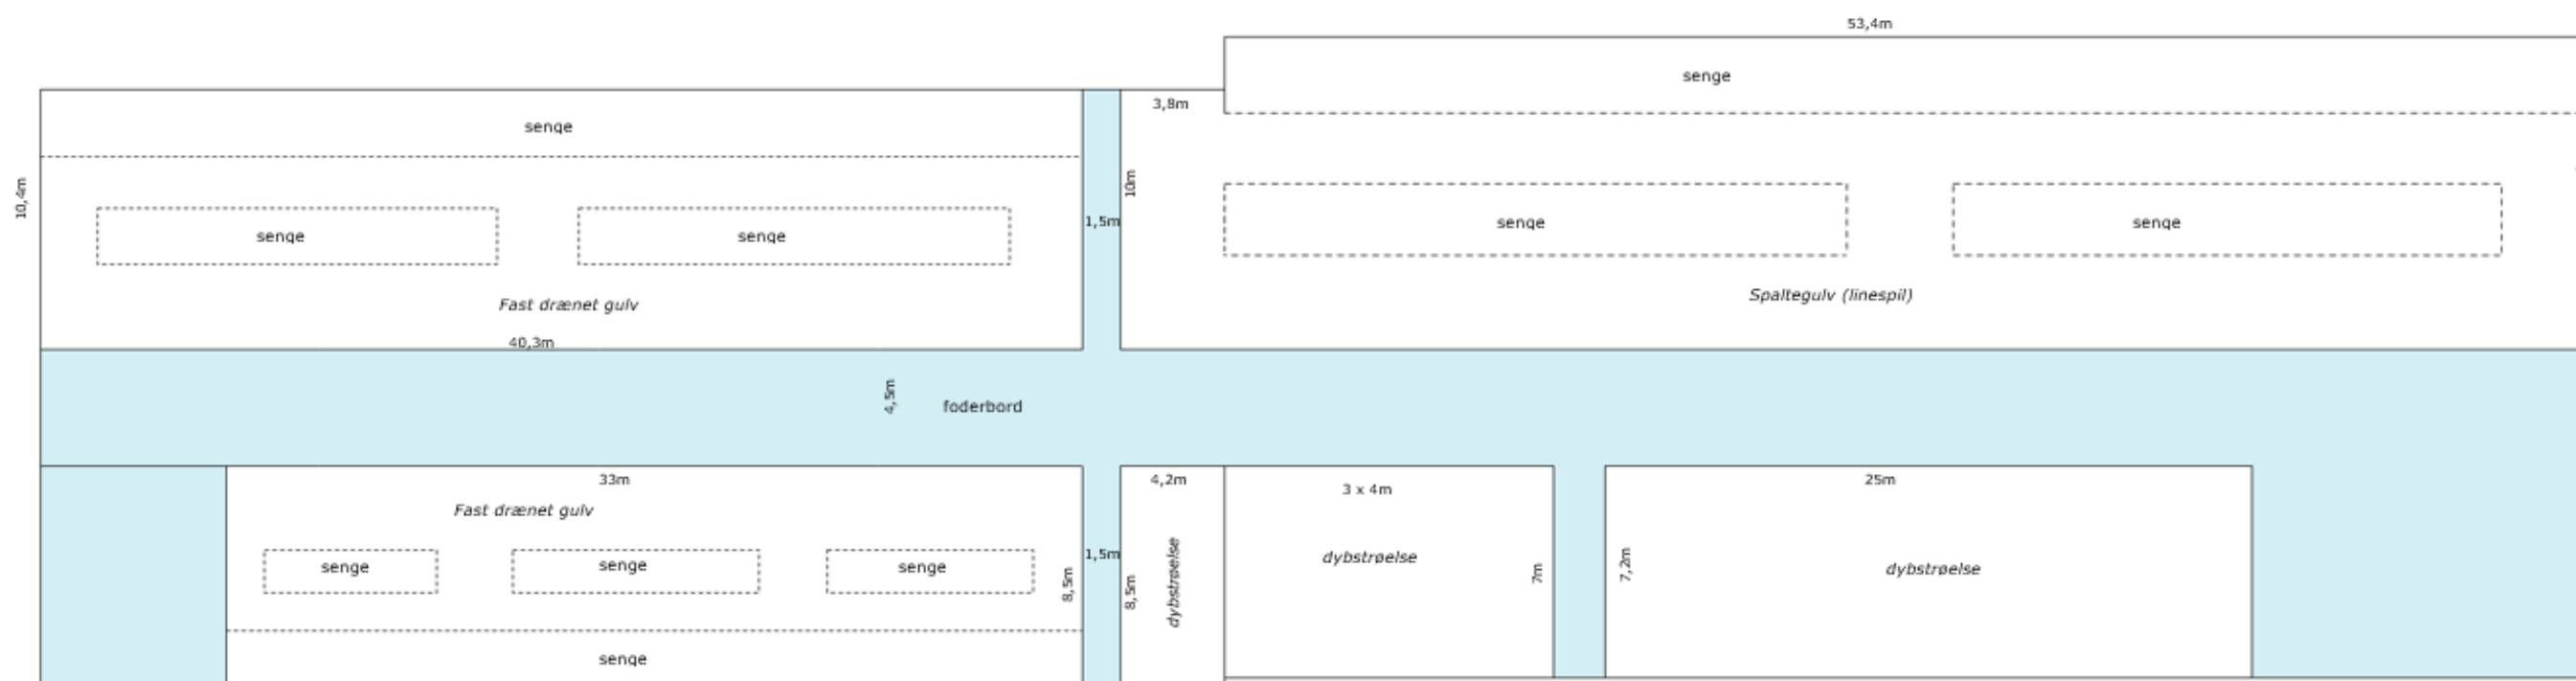 53,4m
senge
3,8m
senge
10,4m
10m
senge
senge
1,5m
senge
senge
Fast drænet gulv
Spaltegulv (linespil)
40,3m
4,5m
foderbord
33m
4,2m
3 x 4m
25m
Fast drænet gulv
senge
senge
senge
8,5m
1,5m
8,5m
dybstrøelse
dybstrøelse
7m
7,2m
dybstrøelse
senge